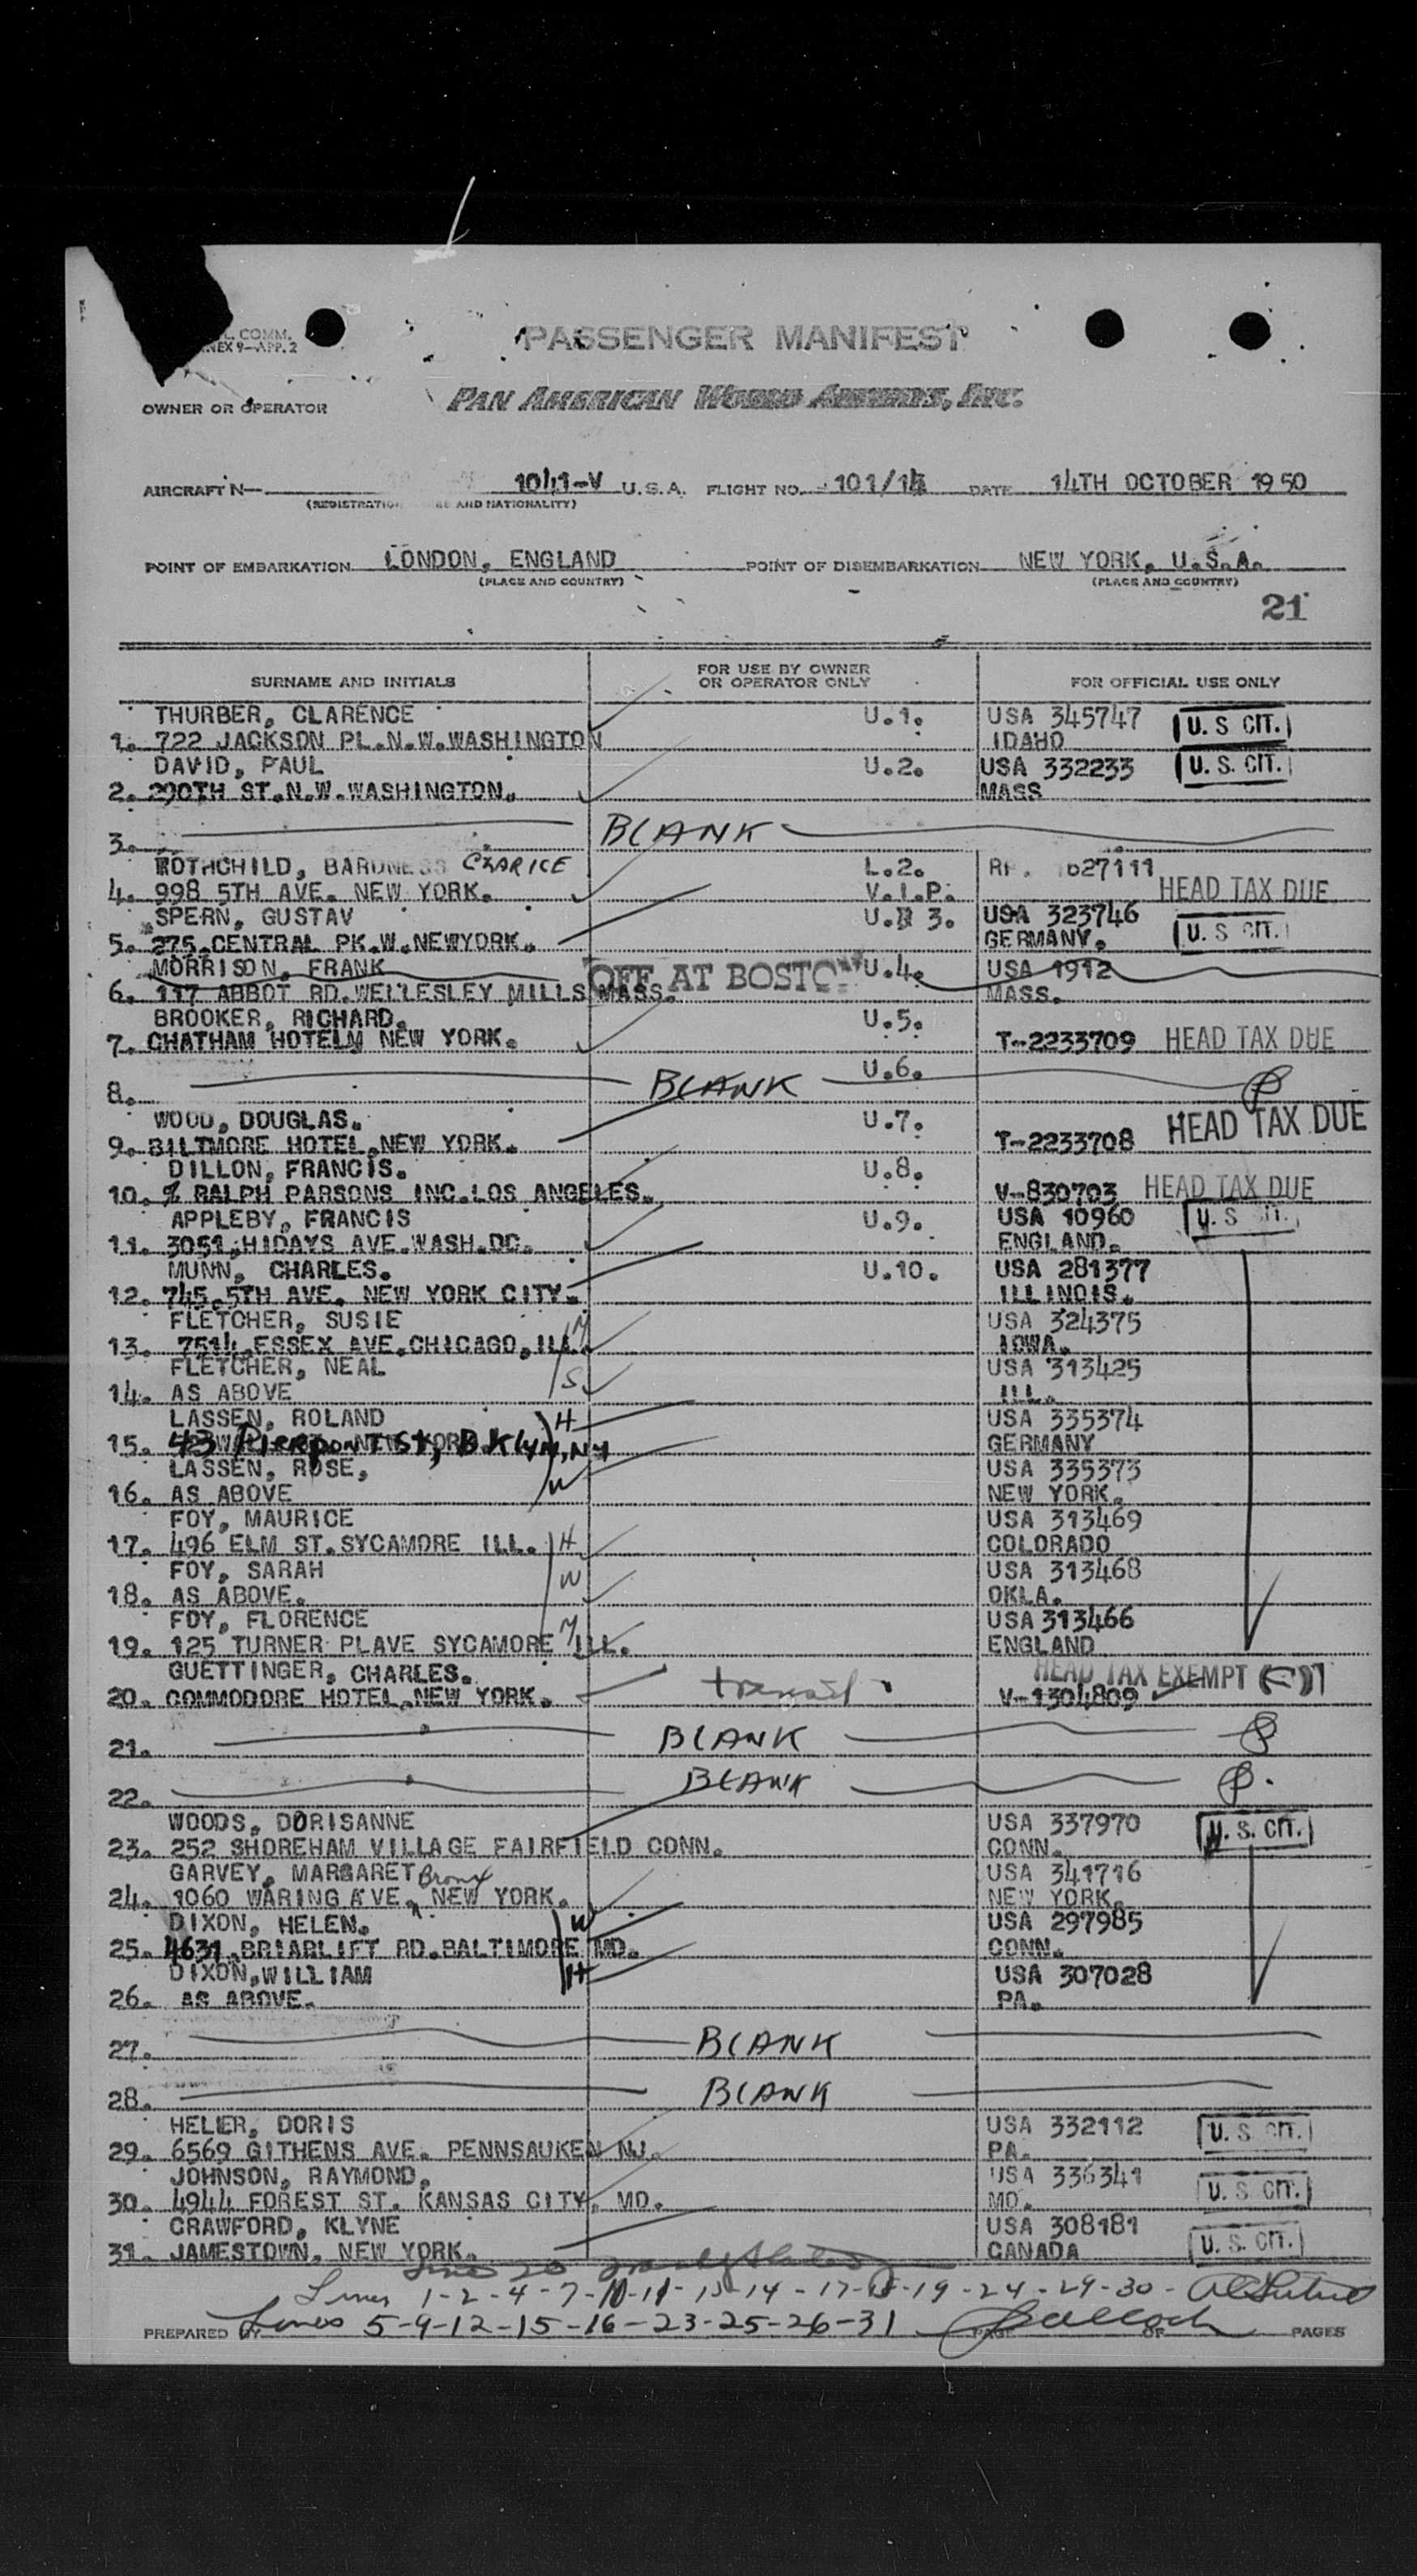 L. COMM.
NEX 9-APP. 2
PASSENGER MANIFEST
OWNER OR OPERATOR PAN AMERICAN WORLD AIRWAYS, INC.
AIRCRAFT N- 1041-V U.S.A. FLIGHT NO. 101/14 DATE 14TH OCTOBER 1950
(REGISTRATION AND NATIONALITY)
POINT OF EMBARKATION LONDON, ENGLAND POINT OF DISEMBARKATION NEW YORK, U.S.A.
(PLACE AND COUNTRY) (PLACE AND COUNTRY)
21
SURNAME AND INITIALS FOR USE BY OWNER OR OPERATOR ONLY FOR OFFICIAL USE ONLY
THURBER, CLARENCE U.1. USA 345747 U. S CIT.
1. 722 JACKSON PL.N.W.WASHINGTON IDAHO
DAVID, PAUL U.2. USA 332233 U. S. CIT.
2. 290TH ST.N.W.WASHINGTON. MASS
3. BLANK
ROTHCHILD, BARONESS CLARICE L.2. 627111
4. 998 5TH AVE. NEW YORK. V.I.P. HEAD TAX DUE
SPERN, GUSTAV U. 3. USA 323746
5. 275.CENTRAL PK.W.NEWYORK. GERMANY. U. S CIT.
MORRISON, FRANK OFF AT BOSTON U.4. USA 1912
6. 117 ABBOT RD.WELLESLEY MILLS MASS. MASS.
BROOKER, RICHARD. U.5.
7. CHATHAM HOTEL, NEW YORK. T-2233709 HEAD TAX DUE
U.6.
8. BLANK
WOOD, DOUGLAS. U.7.
9. BILTMORE HOTEL,NEW YORK. T-2233708 HEAD TAX DUE
DILLON, FRANCIS. U.8.
10. % RALPH PARSONS INC.LOS ANGELES. V-830703 HEAD TAX DUE
APPLEBY, FRANCIS U.9. USA 10960 U. S CIT.
11. 3051,HIDAYS AVE.WASH.DC. ENGLAND.
MUNN, CHARLES. U.10. USA 281377
12. 745,5TH AVE. NEW YORK CITY. ILLINOIS.
FLETCHER, SUSIE M USA 324375
13. 7514,ESSEX AVE.CHICAGO,ILL. IOWA.
FLETCHER, NEAL S USA 313425
14. AS ABOVE ILL.
LASSEN, ROLAND H USA 335374
15. 43 Pierpont St, BKlyn, NY GERMANY
LASSEN, ROSE, W USA 335373
16. AS ABOVE NEW YORK.
FOY, MAURICE USA 313469
17. 496 ELM ST.SYCAMORE ILL. H COLORADO
FOY, SARAH W USA 313468
18. AS ABOVE. OKLA.
FOY, FLORENCE M USA 313466
19. 125 TURNER PLAVE SYCAMORE ILL. ENGLAND
GUETTINGER, CHARLES. transit HEAD TAX EXEMPT
20. COMMODORE HOTEL,NEW YORK. V-1304809
21. BLANK
22. BLANK
WOODS, DORISANNE USA 337970 U. S. CIT.
23. 252 SHOREHAM VILLAGE FAIRFIELD CONN. CONN.
GARVEY, MARGARET Bronx USA 341716
24. 1060 WARING AVE. NEW YORK. NEW YORK.
DIXON, HELEN. W USA 297985
25. 4631,BRIARLIFT RD.BALTIMORE MD. CONN.
DIXON,WILLIAM H USA 307028
26. AS ABOVE. PA.
27. BLANK
28. BLANK
HELER, DORIS USA 332112 U. S. CIT.
29. 6569 GITHENS AVE. PENNSAUKEN NJ. PA.
JOHNSON, RAYMOND. USA 336341
30. 4944 FOREST ST. KANSAS CITY, MO. MO. U. S CIT.
CRAWFORD, KLYNE USA 308181
31. JAMESTOWN, NEW YORK. CANADA U. S. CIT.
Lines 1-2-4-7-10-11-13-14-17-18-19-24-29-30-
PREPARED BY Lines 5-9-12-15-16-23-25-26-31 PAGE OF PAGES